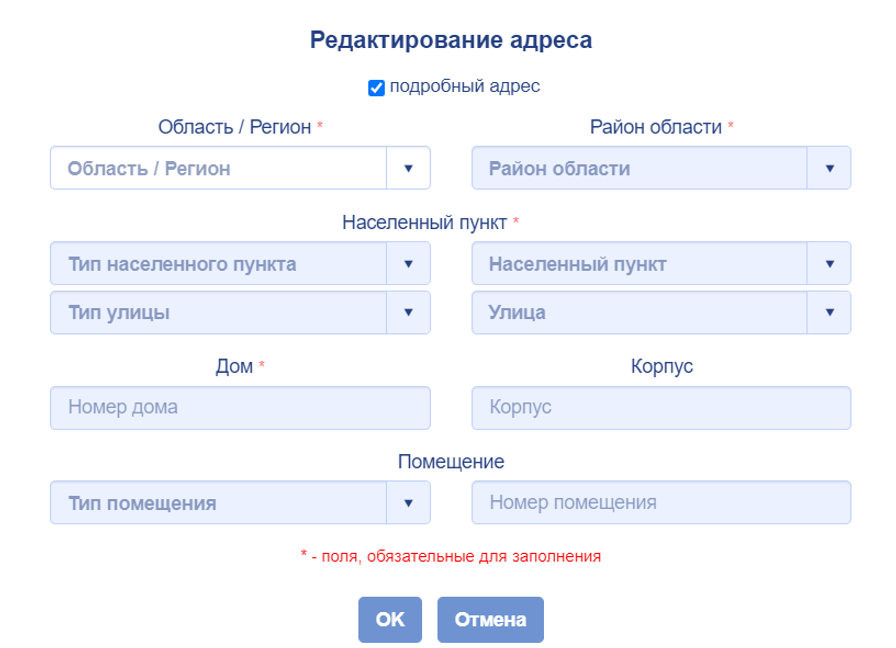 Редактирование адреса
подробный адрес
Область / Регион * Район области *
Область / Регион Район области
Населенный пункт *
Тип населенного пункта Населенный пункт
Тип улицы Улица
Дом * Корпус
Номер дома Корпус
Помещение
Тип помещения Номер помещения
* - поля, обязательные для заполнения
OK Отмена